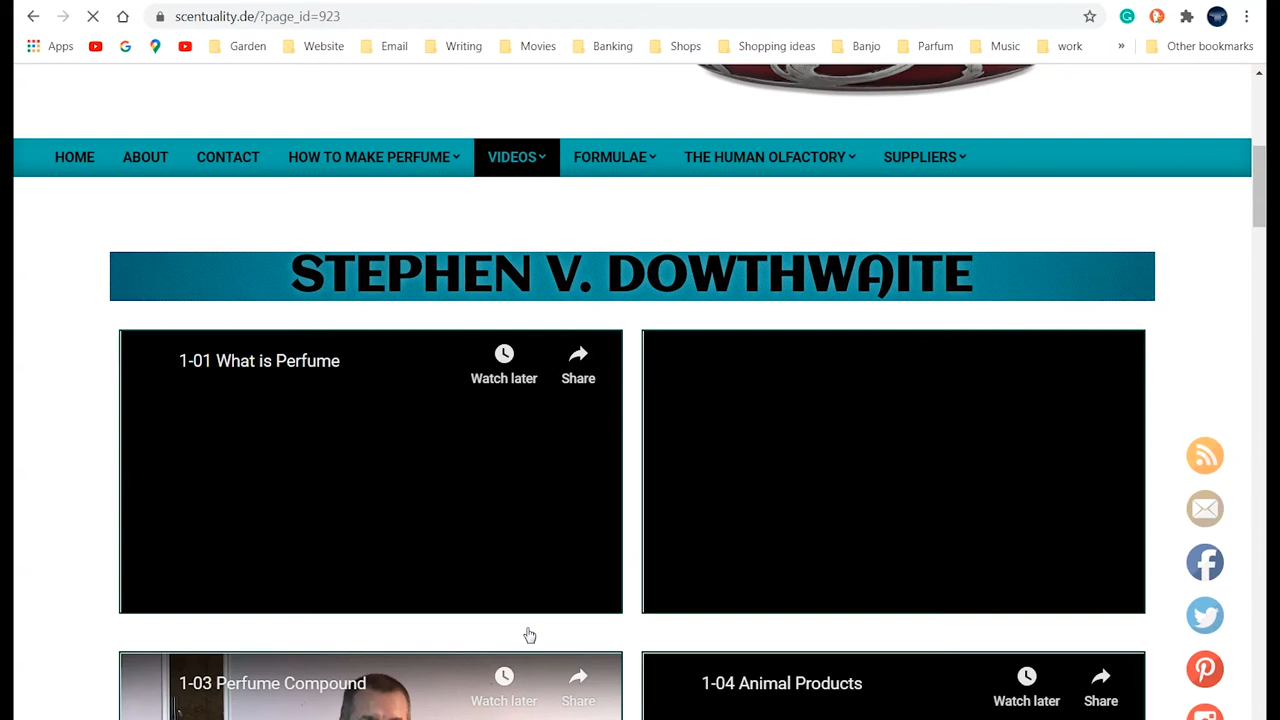 scentuality.de/?page_id=923
Apps Garden Website Email Writing Movies Banking Shops Shopping ideas Banjo Parfum Music work » Other bookmarks
HOME ABOUT CONTACT HOW TO MAKE PERFUME VIDEOS FORMULAE THE HUMAN OLFACTORY SUPPLIERS
STEPHEN V. DOWTHWAITE
1-01 What is Perfume
Watch later Share
1-03 Perfume Compound
Watch later Share
1-04 Animal Products
Watch later Share